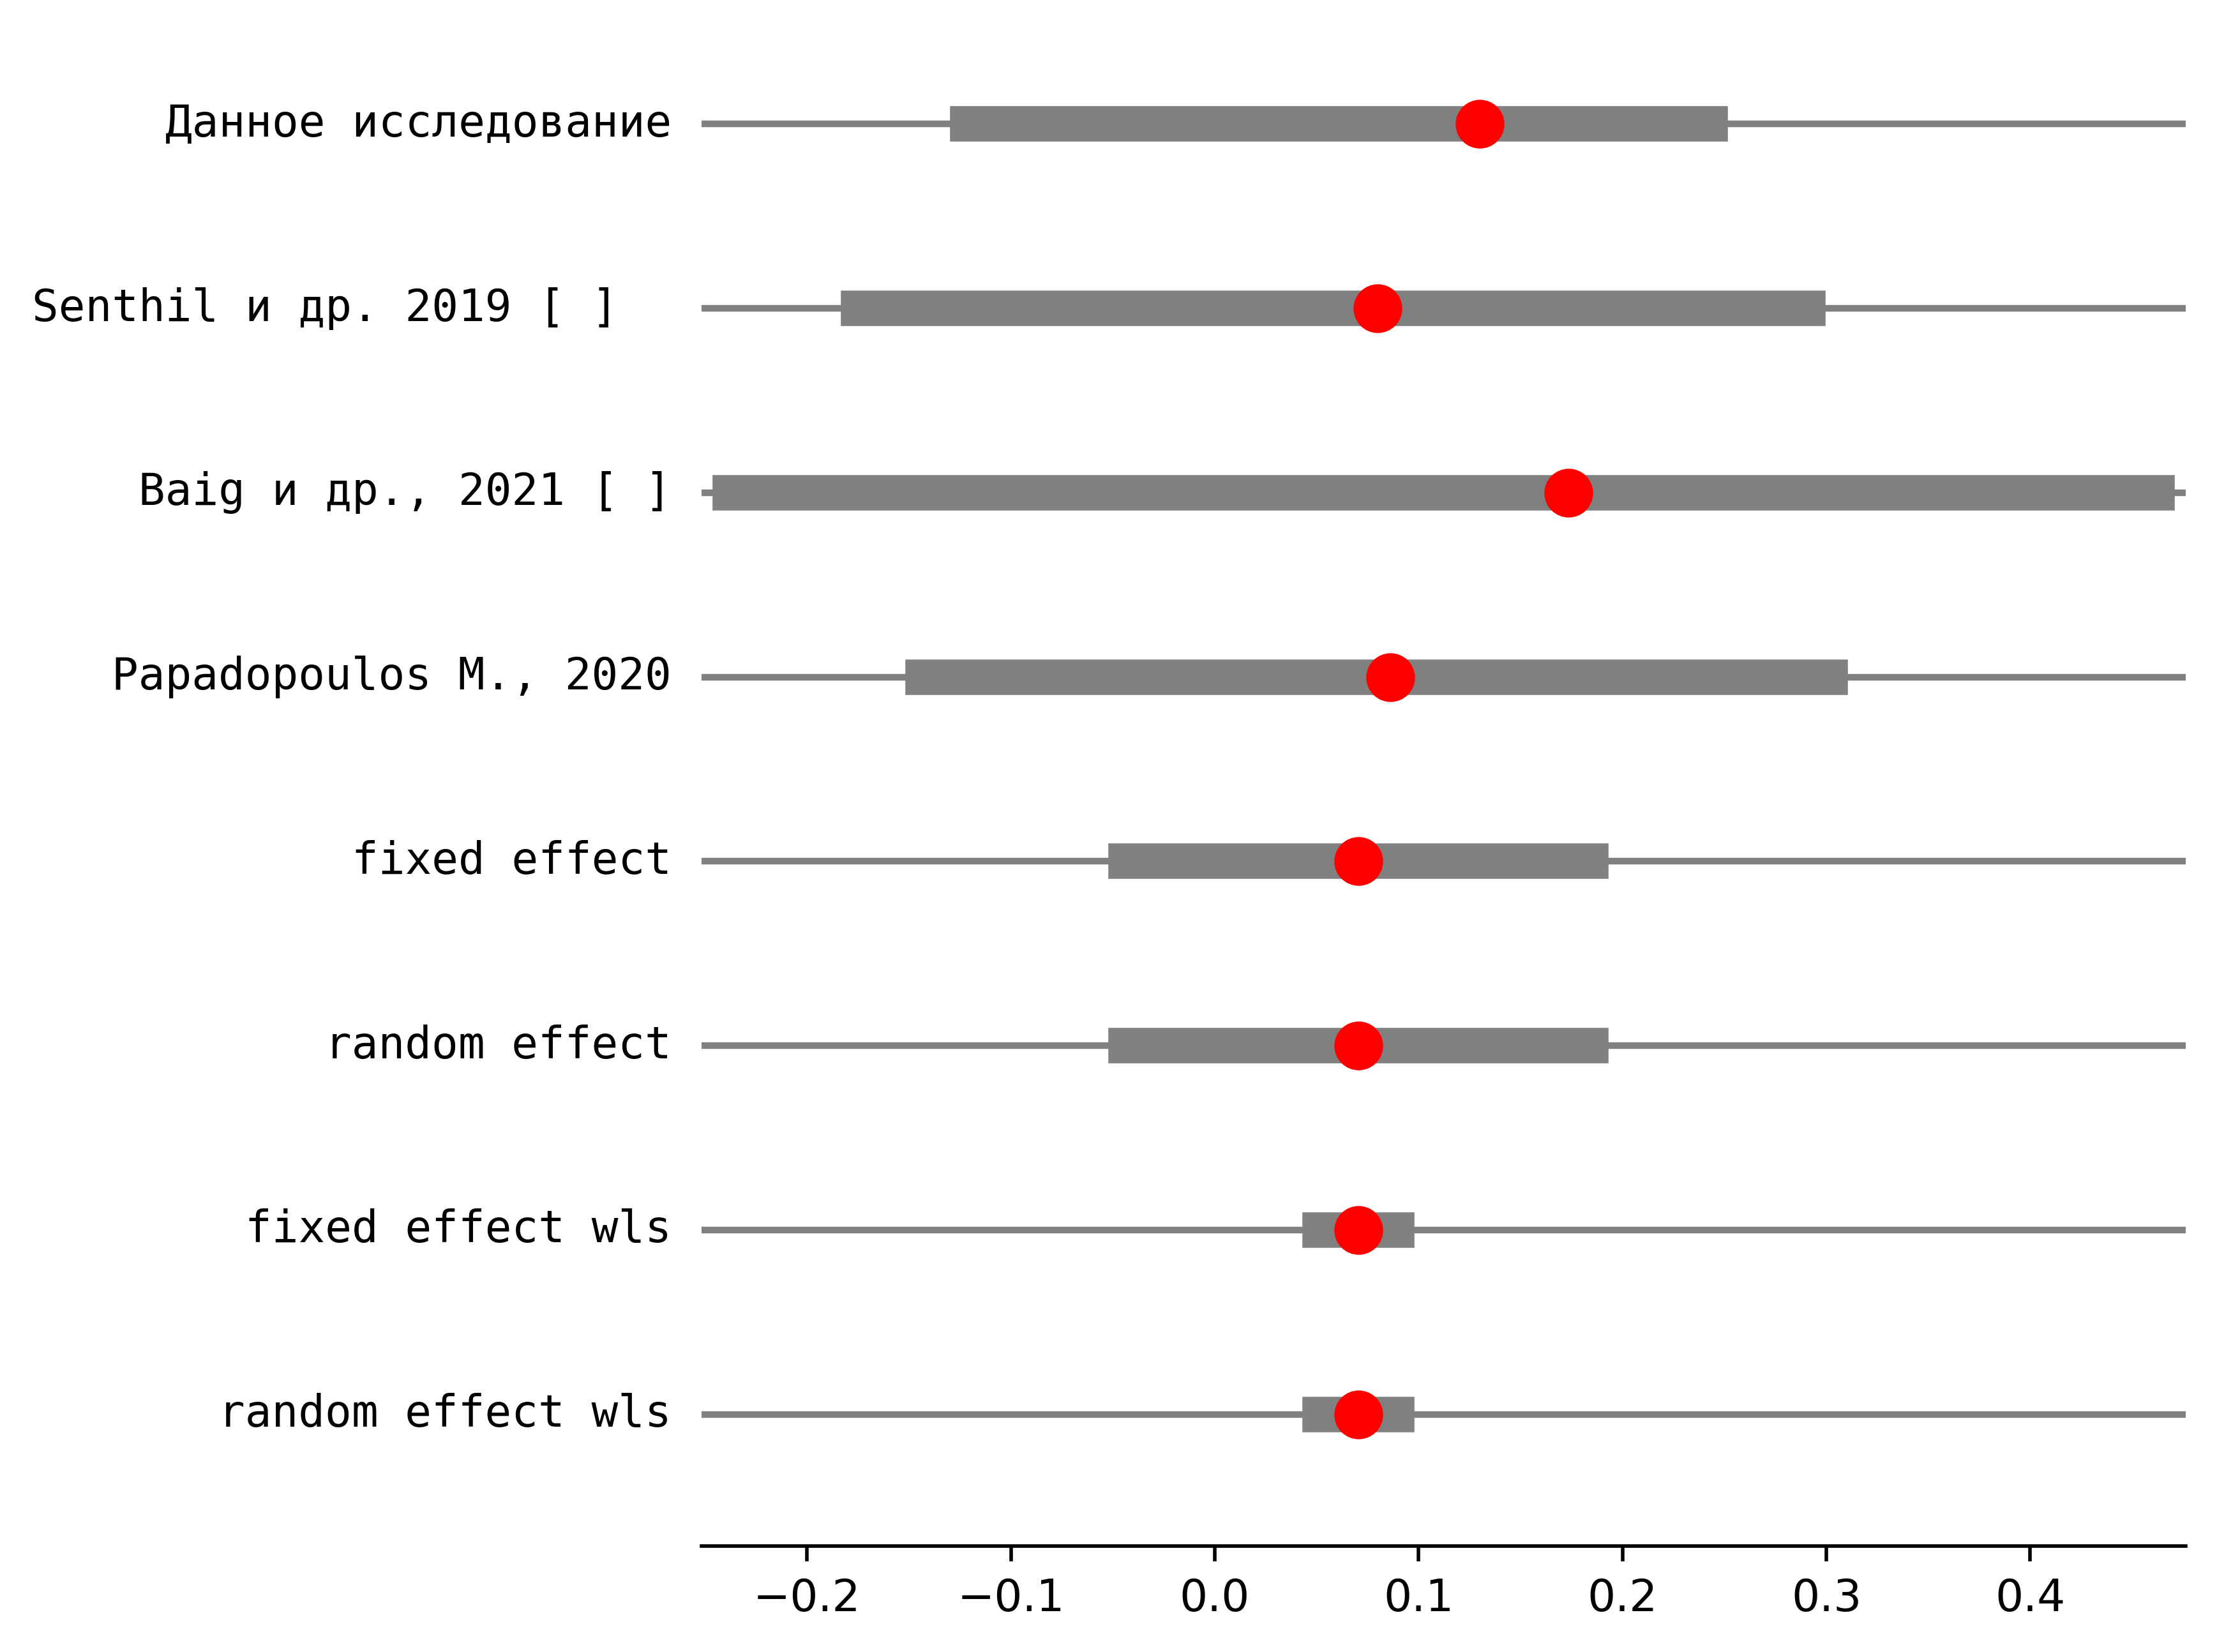 Данное исследование
Senthil и др. 2019 [ ]
Baig и др., 2021 [ ]
Papadopoulos M., 2020
fixed effect
random effect
fixed effect wls
random effect wls
−0.2 −0.1 0.0 0.1 0.2 0.3 0.4